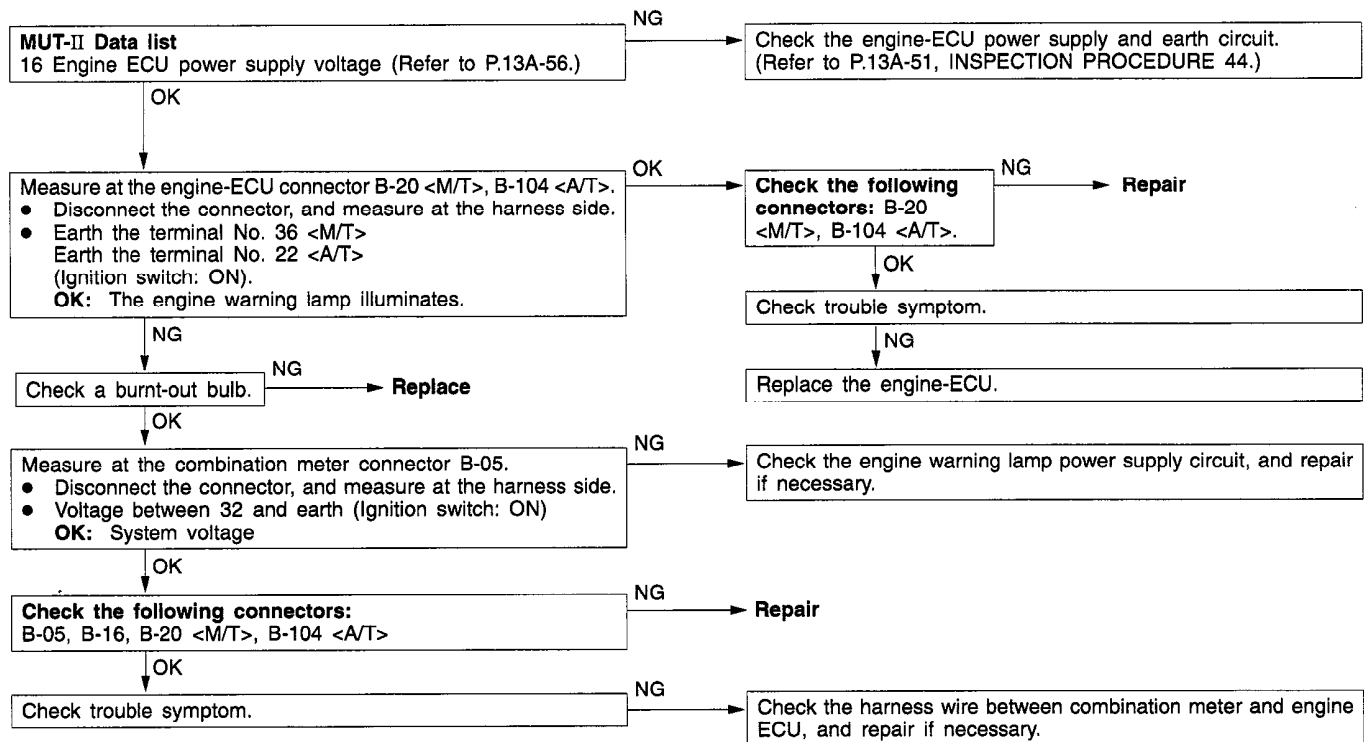 MUT-II Data list
16 Engine ECU power supply voltage (Refer to P.13A-56.)
NG
Check the engine-ECU power supply and earth circuit.
(Refer to P.13A-51, INSPECTION PROCEDURE 44.)
OK
Measure at the engine-ECU connector B-20 <M/T>, B-104 <A/T>.
● Disconnect the connector, and measure at the harness side.
● Earth the terminal No. 36 <M/T>
Earth the terminal No. 22 <A/T>
(Ignition switch: ON).
OK: The engine warning lamp illuminates.
OK
Check the following
connectors: B-20
<M/T>, B-104 <A/T>.
NG
Repair
OK
Check trouble symptom.
NG
Replace the engine-ECU.
NG
Check a burnt-out bulb.
NG
Replace
OK
Measure at the combination meter connector B-05.
● Disconnect the connector, and measure at the harness side.
● Voltage between 32 and earth (Ignition switch: ON)
OK: System voltage
NG
Check the engine warning lamp power supply circuit, and repair
if necessary.
OK
Check the following connectors:
B-05, B-16, B-20 <M/T>, B-104 <A/T>
NG
Repair
OK
Check trouble symptom.
NG
Check the harness wire between combination meter and engine
ECU, and repair if necessary.